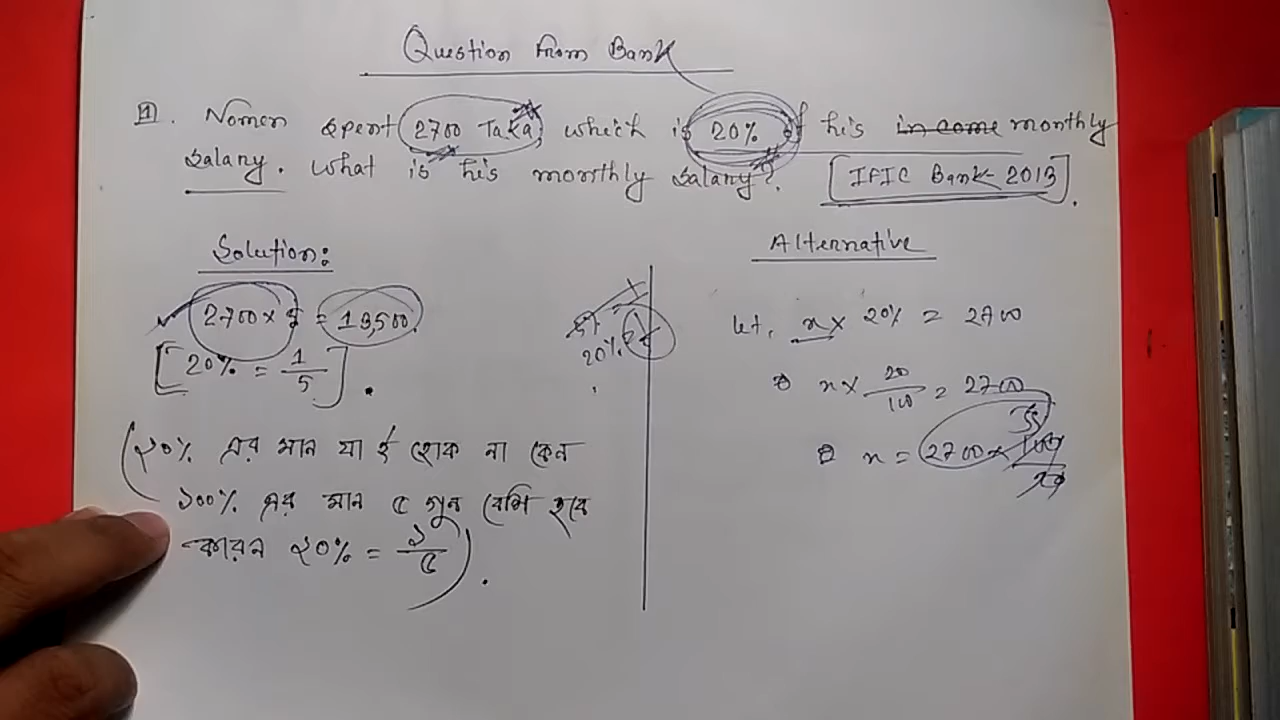 Question From Bank
1. Nomen spent 2700 Taka, which is 20% of his income monthly
salary. What is his monthly salary?. [IFIC Bank- 2013].
Solution:
2700 x 5 = 13,500.
[20% = 1/5].
(২০% এর মান যা ই হোক না কেন
১০০% এর মান ৫ গুন বেশি হবে
কারন ২০% = ১/৫).
20%
Alternative
let, x x 20% = 2700
x x 20/100 = 2700
x = 2700 x 100/20